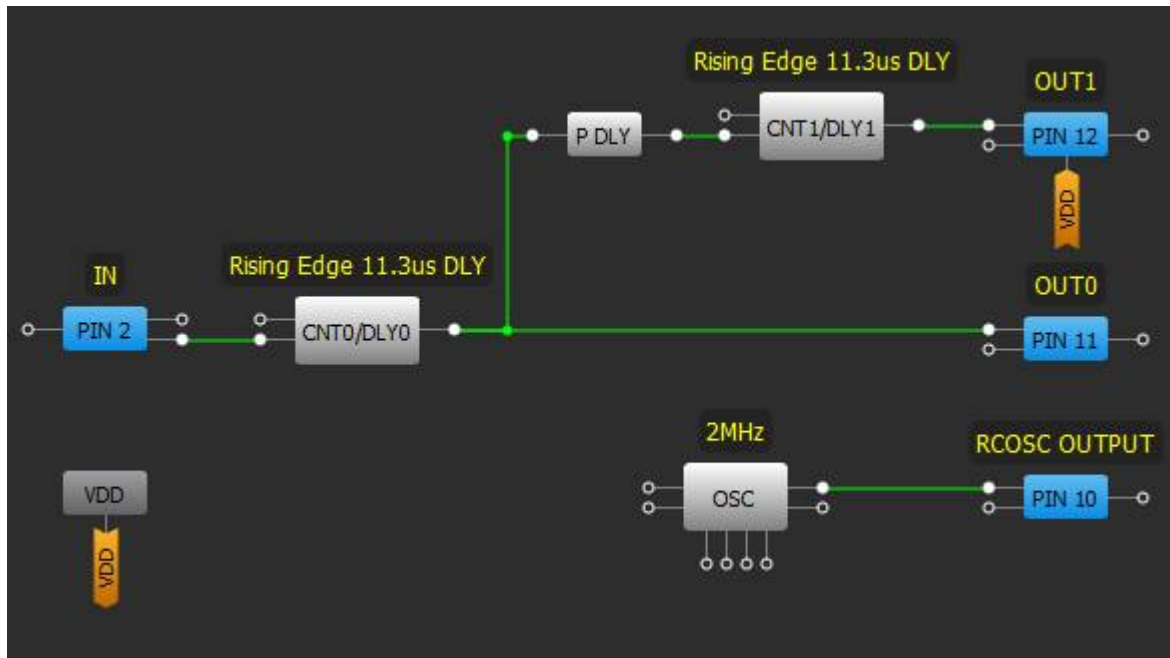 Rising Edge 11.3us DLY
OUT1
P DLY
CNT1/DLY1
PIN 12
VDD
IN
Rising Edge 11.3us DLY
OUT0
PIN 2
CNT0/DLY0
PIN 11
2MHz
RCOSC OUTPUT
VDD
OSC
PIN 10
VDD